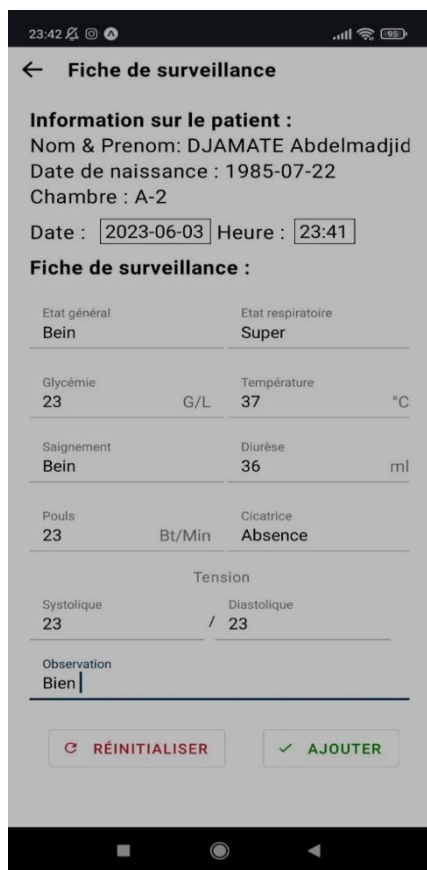 23:42 95
Fiche de surveillance
Information sur le patient :
Nom & Prenom: DJAMATE Abdelmadjid
Date de naissance : 1985-07-22
Chambre : A-2
Date : 2023-06-03 Heure : 23:41
Fiche de surveillance :
Etat général Etat respiratoire
Bein Super
Glycémie Température
23 G/L 37 °C
Saignement Diurèse
Bein 36 ml
Pouls Cicatrice
23 Bt/Min Absence
Tension
Systolique Diastolique
23 / 23
Observation
Bien
RÉINITIALISER AJOUTER